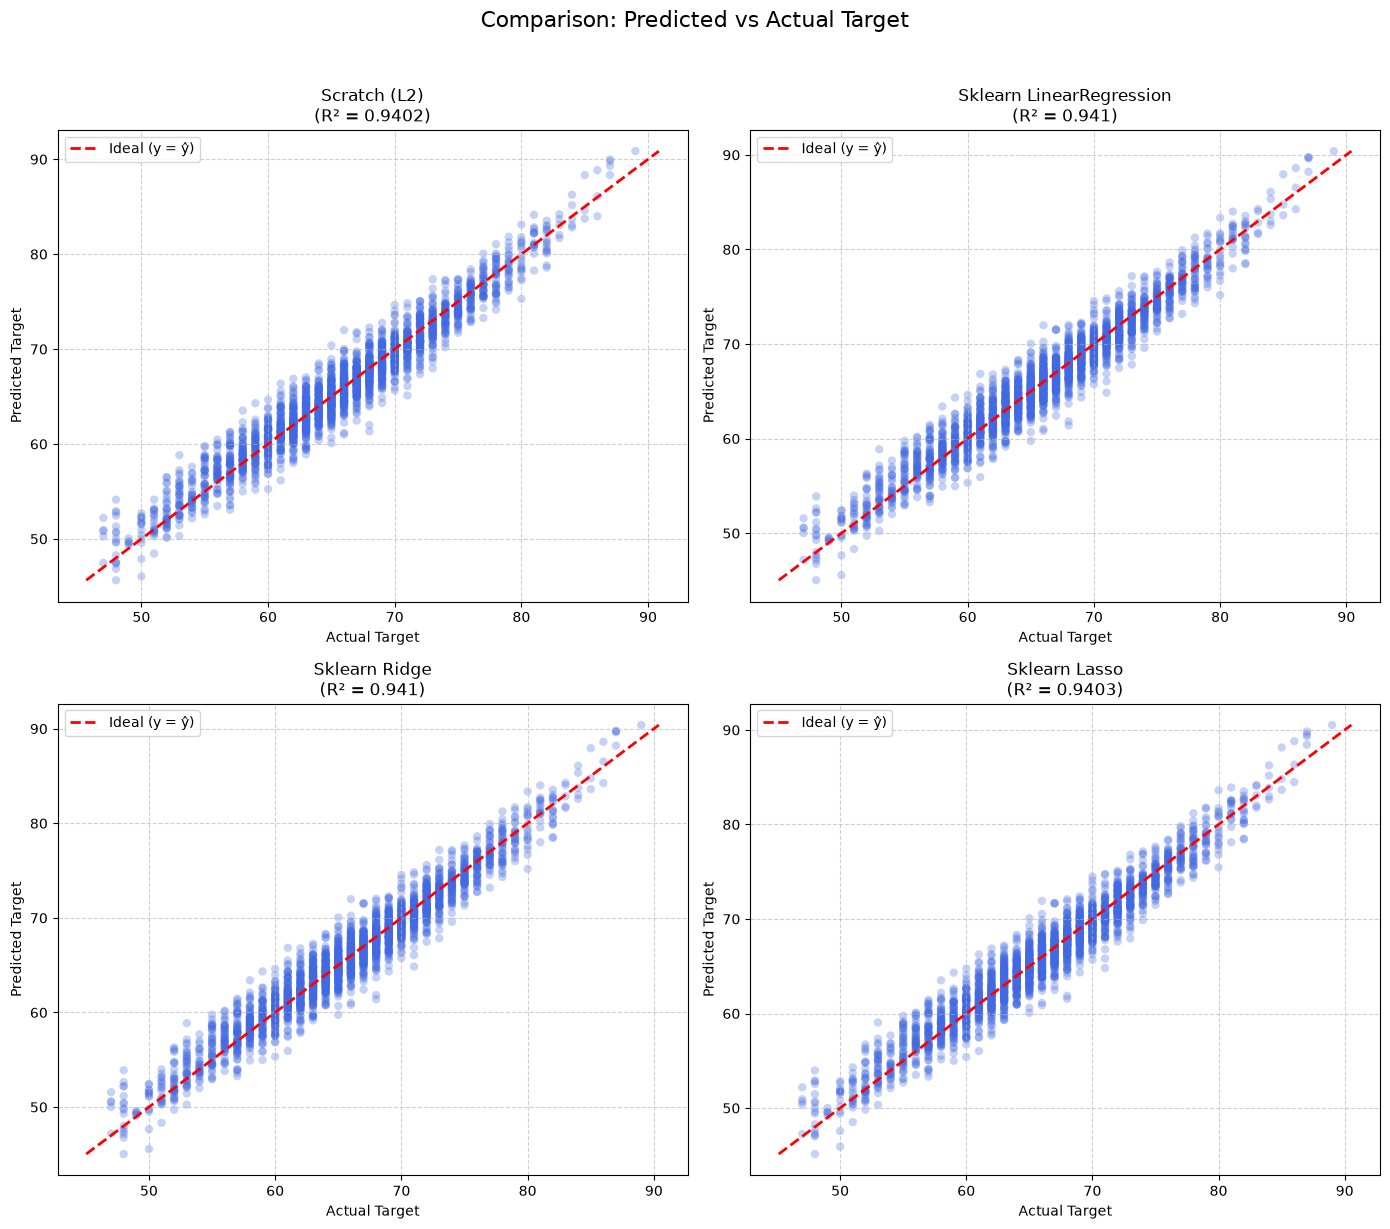 Comparison: Predicted vs Actual Target
Scratch (L2)
(R² = 0.9402)
Ideal (y = ŷ)
90
80
70
60
50
Predicted Target
50 60 70 80 90
Actual Target
Sklearn LinearRegression
(R² = 0.941)
Ideal (y = ŷ)
90
80
70
60
50
Predicted Target
50 60 70 80 90
Actual Target
Sklearn Ridge
(R² = 0.941)
Ideal (y = ŷ)
90
80
70
60
50
Predicted Target
50 60 70 80 90
Actual Target
Sklearn Lasso
(R² = 0.9403)
Ideal (y = ŷ)
90
80
70
60
50
Predicted Target
50 60 70 80 90
Actual Target